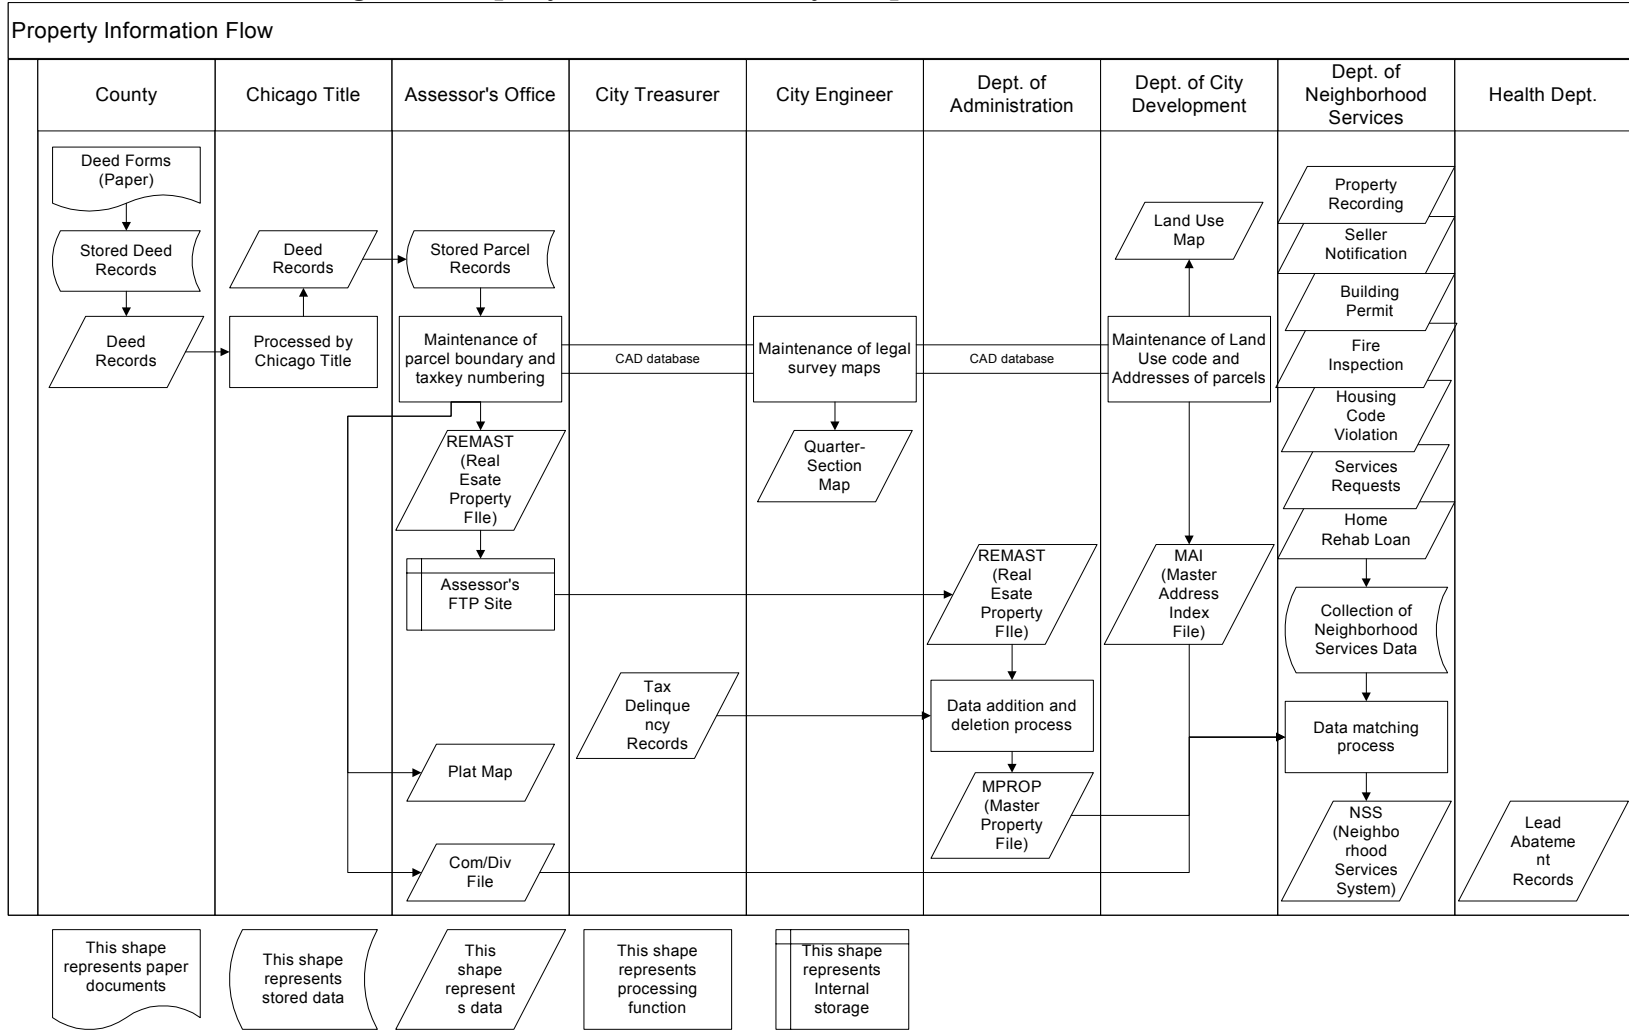 Property Information Flow
County
Chicago Title
Assessor's Office
City Treasurer
City Engineer
Dept. of
Administration
Dept. of City
Development
Dept. of
Neighborhood
Services
Health Dept.
Deed Forms
(Paper)
Stored Deed
Records
Deed
Records
Deed
Records
Processed by
Chicago Title
Stored Parcel
Records
Maintenance of
parcel boundary and
taxkey numbering
REMAST
(Real
Esate
Property
FIle)
Assessor's
FTP Site
Plat Map
Com/Div
File
CAD database
Tax
Delinque
ncy
Records
Maintenance of legal
survey maps
Quarter-
Section
Map
CAD database
REMAST
(Real
Esate
Property
FIle)
Data addition and
deletion process
MPROP
(Master
Property
File)
Land Use
Map
Maintenance of Land
Use code and
Addresses of parcels
MAI
(Master
Address
Index
File)
Property
Recording
Seller
Notification
Building
Permit
Fire
Inspection
Housing
Code
Violation
Services
Requests
Home
Rehab Loan
Collection of
Neighborhood
Services Data
Data matching
process
NSS
(Neighbo
rhood
Services
System)
Lead
Abateme
nt
Records
This shape
represents paper
documents
This shape
represents
stored data
This
shape
represent
s data
This shape
represents
processing
function
This shape
represents
Internal
storage